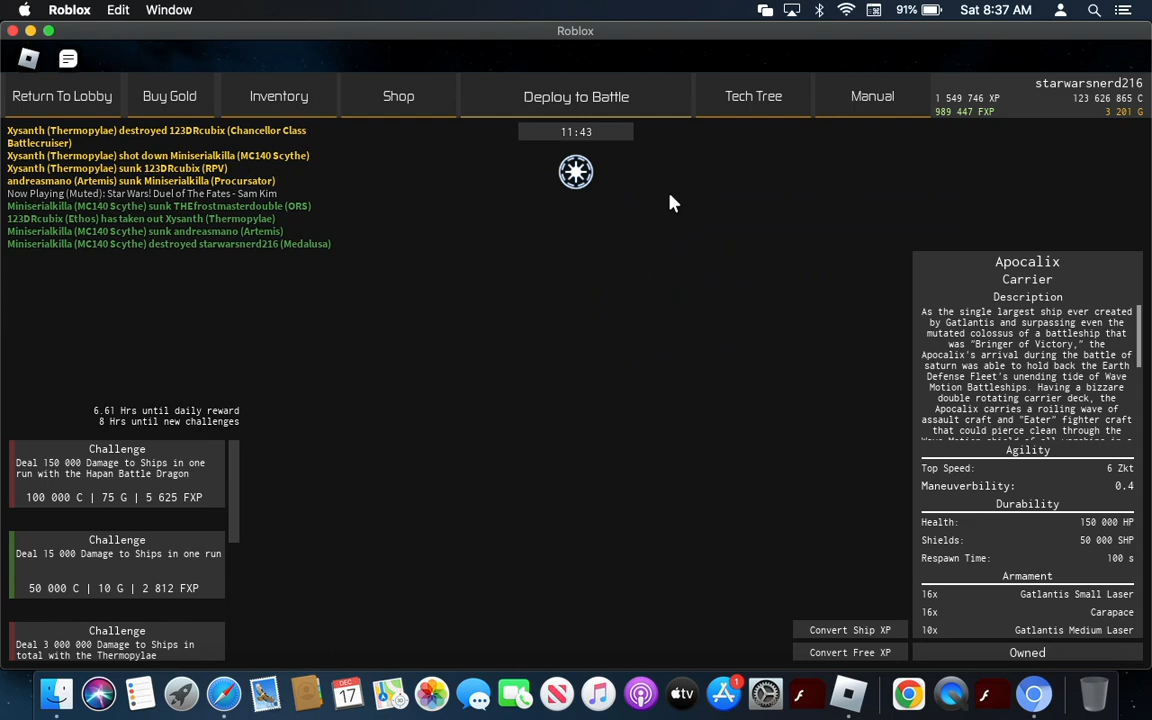 Roblox Edit Window 91% Sat 8:37 AM
Roblox
Return To Lobby Buy Gold Inventory Shop Deploy to Battle Tech Tree Manual
starwarsnerd216
1 549 746 XP 123 626 865 C
989 447 FXP 3 201 G
11:43
Xysanth (Thermopylae) destroyed 123DRcubix (Chancellor Class
Battlecruiser)
Xysanth (Thermopylae) shot down Miniserialkilla (MC140 Scythe)
Xysanth (Thermopylae) sunk 123DRcubix (RPV)
andreasmano (Artemis) sunk Miniserialkilla (Procursator)
Now Playing (Muted): Star Wars! Duel of The Fates - Sam Kim
Miniserialkilla (MC140 Scythe) sunk THEfrostmasterdouble (ORS)
123DRcubix (Ethos) has taken out Xysanth (Thermopylae)
Miniserialkilla (MC140 Scythe) sunk andreasmano (Artemis)
Miniserialkilla (MC140 Scythe) destroyed starwarsnerd216 (Medalusa)
6.61 Hrs until daily reward
8 Hrs until new challenges
Challenge
Deal 150 000 Damage to Ships in one
run with the Hapan Battle Dragon
100 000 C | 75 G | 5 625 FXP
Challenge
Deal 15 000 Damage to Ships in one run
50 000 C | 10 G | 2 812 FXP
Challenge
Deal 3 000 000 Damage to Ships in
total with the Thermopylae
Apocalix
Carrier
Description
As the single largest ship ever created
by Gatlantis and surpassing even the
mutated colossus of a battleship that
was "Bringer of Victory," the
Apocalix's arrival during the battle of
saturn was able to hold back the Earth
Defense Fleet's unending tide of Wave
Motion Battleships. Having a bizzare
double rotating carrier deck, the
Apocalix carries a roiling wave of
assault craft and "Eater" fighter craft
that could pierce clean through the
Agility
Top Speed: 6 Zkt
Maneuverbility: 0.4
Durability
Health: 150 000 HP
Shields: 50 000 SHP
Respawn Time: 100 s
Armament
16x Gatlantis Small Laser
16x Carapace
10x Gatlantis Medium Laser
Owned
Convert Ship XP
Convert Free XP
DEC
17
tv
1